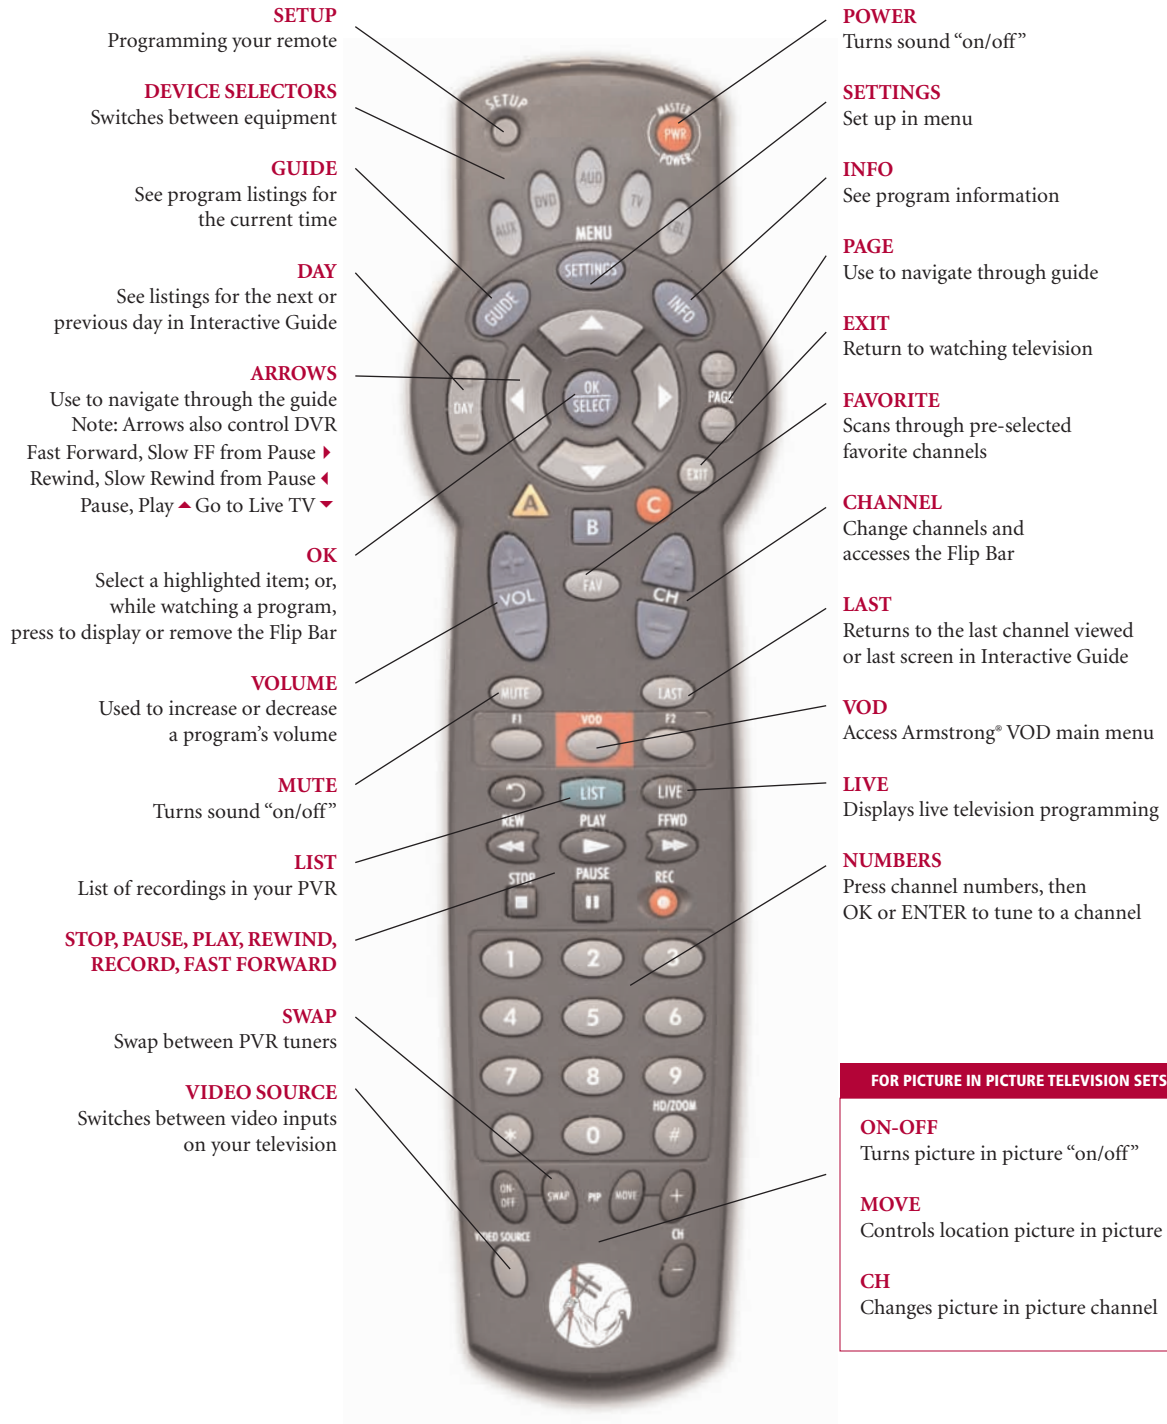 SETUP
Programming your remote
DEVICE SELECTORS
Switches between equipment
GUIDE
See program listings for
the current time
DAY
See listings for the next or
previous day in Interactive Guide
ARROWS
Use to navigate through the guide
Note: Arrows also control DVR
Fast Forward, Slow FF from Pause
Rewind, Slow Rewind from Pause
Pause, Play Go to Live TV
OK
Select a highlighted item; or,
while watching a program,
press to display or remove the Flip Bar
VOLUME
Used to increase or decrease
a program's volume
MUTE
Turns sound "on/off"
LIST
List of recordings in your PVR
STOP, PAUSE, PLAY, REWIND,
RECORD, FAST FORWARD
SWAP
Swap between PVR tuners
VIDEO SOURCE
Switches between video inputs
on your television
SETUP
MASTER
PWR
POWER
AUX
DVD
AUD
TV
CBL
MENU
SETTINGS
GUIDE
INFO
+
DAY
−
OK
SELECT
+
PAGE
−
EXIT
A
B
C
+
VOL
−
FAV
+
CH
−
MUTE
LAST
F1
VOD
F2
LIST
LIVE
REW
PLAY
FFWD
STOP
PAUSE
REC
1 2 3
4 5 6
7 8 9
HD/ZOOM
* 0 #
ON-
OFF
SWAP
PIP
MOVE
+
VIDEO SOURCE
CH
−
POWER
Turns sound "on/off"
SETTINGS
Set up in menu
INFO
See program information
PAGE
Use to navigate through guide
EXIT
Return to watching television
FAVORITE
Scans through pre-selected
favorite channels
CHANNEL
Change channels and
accesses the Flip Bar
LAST
Returns to the last channel viewed
or last screen in Interactive Guide
VOD
Access Armstrong® VOD main menu
LIVE
Displays live television programming
NUMBERS
Press channel numbers, then
OK or ENTER to tune to a channel
FOR PICTURE IN PICTURE TELEVISION SETS
ON-OFF
Turns picture in picture "on/off"
MOVE
Controls location picture in picture
CH
Changes picture in picture channel